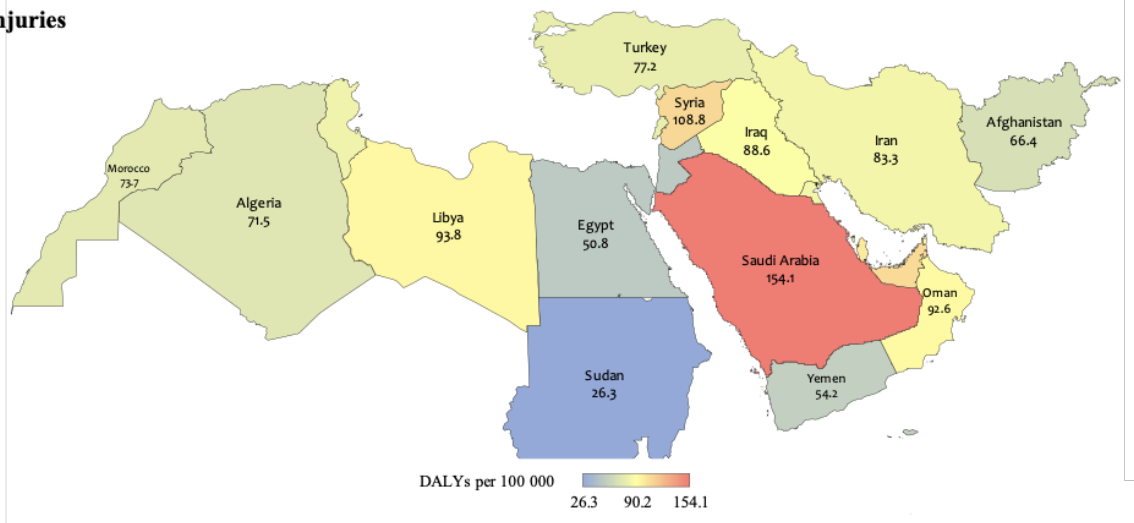 njuries
Turkey
77.2
Syria
108.8
Iraq
88.6
Iran
83.3
Afghanistan
66.4
Morocco
73.7
Algeria
71.5
Libya
93.8
Egypt
50.8
Saudi Arabia
154.1
Oman
92.6
Sudan
26.3
Yemen
54.2
DALYs per 100 000
26.3 90.2 154.1